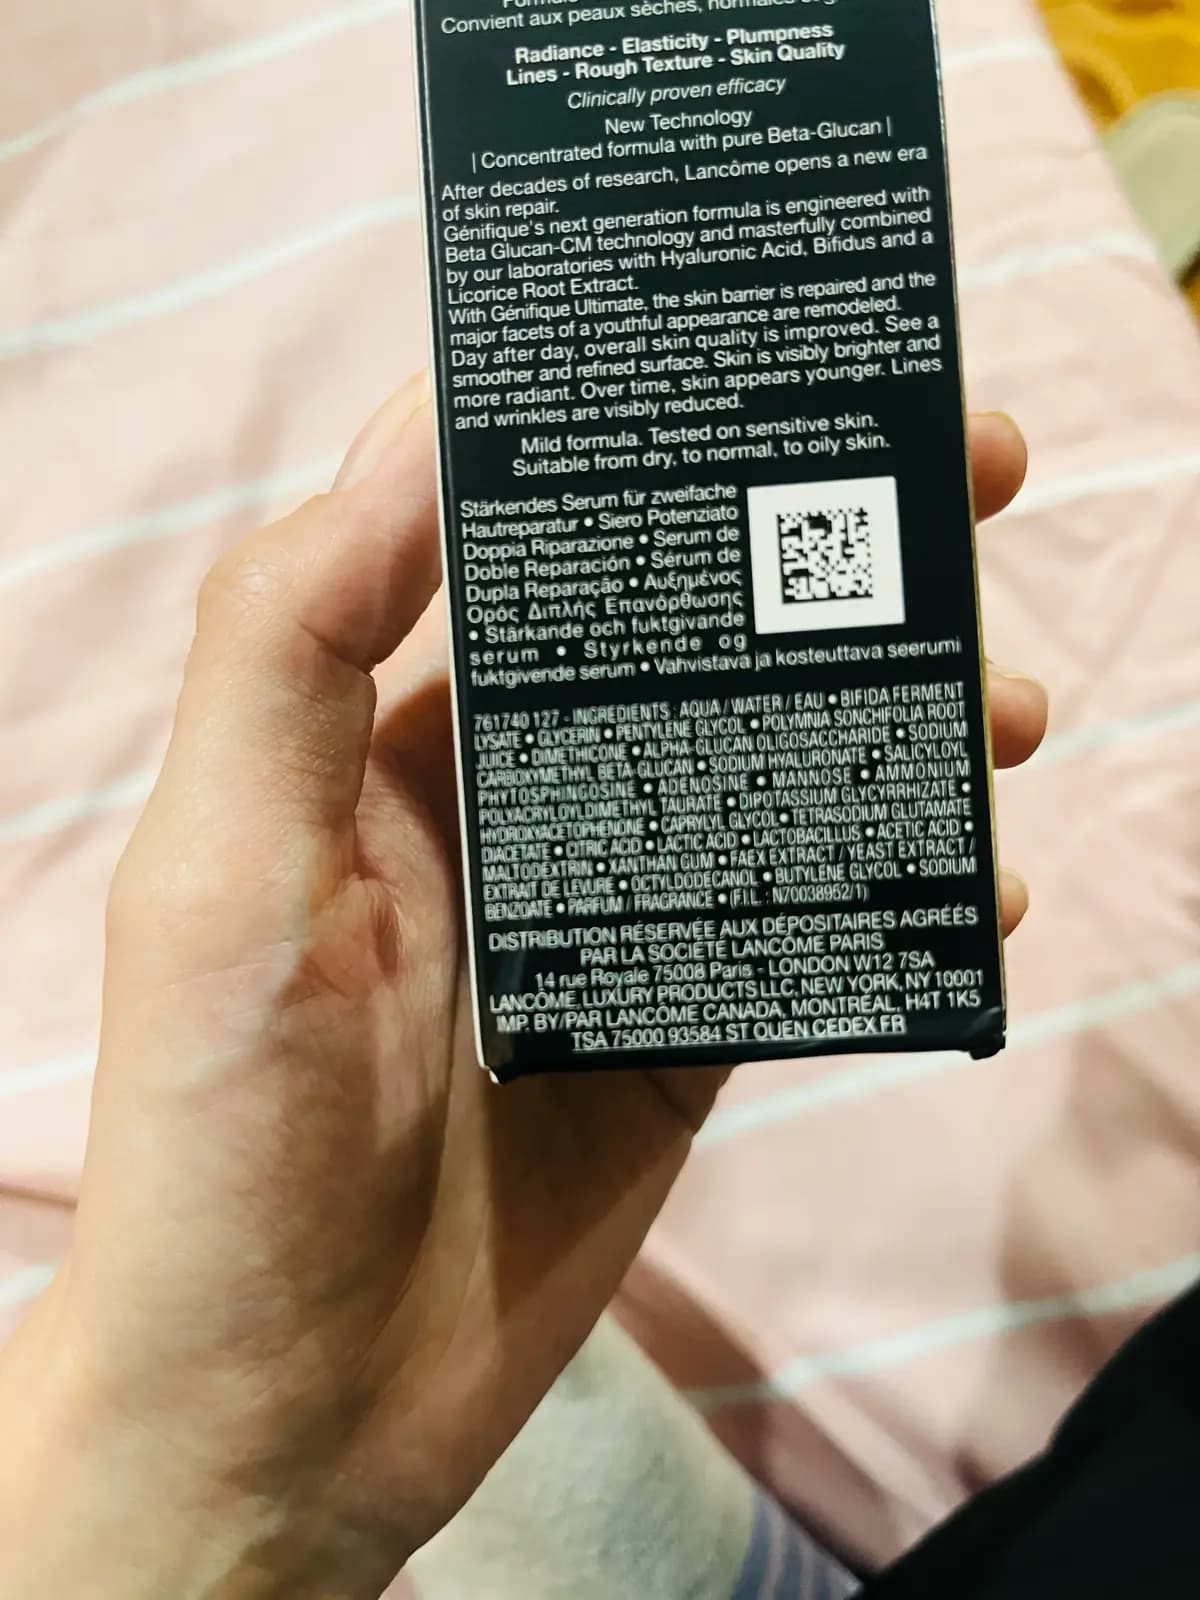 Convient aux peaux sèches, normales
Radiance - Elasticity - Plumpness
Lines - Rough Texture - Skin Quality
Clinically proven efficacy
New Technology
| Concentrated formula with pure Beta-Glucan |
After decades of research, Lancôme opens a new era
of skin repair.
Génifique's next generation formula is engineered with
Beta Glucan-CM technology and masterfully combined
by our laboratories with Hyaluronic Acid, Bifidus and a
Licorice Root Extract.
With Génifique Ultimate, the skin barrier is repaired and the
major facets of a youthful appearance are remodeled.
Day after day, overall skin quality is improved. See a
smoother and refined surface. Skin is visibly brighter and
more radiant. Over time, skin appears younger. Lines
and wrinkles are visibly reduced.
Mild formula. Tested on sensitive skin.
Suitable from dry, to normal, to oily skin.
Stärkendes Serum für zweifache
Hautreparatur • Siero Potenziato
Doppia Riparazione • Serum de
Doble Reparación • Sérum de
Dupla Reparação • Αυξημένος
Ορός Διπλής Επανόρθωσης
• Stärkande och fuktgivande
serum • Styrkende og
fuktgivende serum • Vahvistava ja kosteuttava seerumi
761740 127 - INGREDIENTS : AQUA / WATER / EAU • BIFIDA FERMENT
LYSATE • GLYCERIN • PENTYLENE GLYCOL • POLYMNIA SONCHIFOLIA ROOT
JUICE • DIMETHICONE • ALPHA-GLUCAN OLIGOSACCHARIDE • SODIUM
CARBOXYMETHYL BETA-GLUCAN • SODIUM HYALURONATE • SALICYLOYL
PHYTOSPHINGOSINE • ADENOSINE • MANNOSE • AMMONIUM
POLYACRYLOYLDIMETHYL TAURATE • DIPOTASSIUM GLYCYRRHIZATE •
HYDROXYACETOPHENONE • CAPRYLYL GLYCOL • TETRASODIUM GLUTAMATE
DIACETATE • CITRIC ACID • LACTIC ACID • LACTOBACILLUS • ACETIC ACID •
MALTODEXTRIN • XANTHAN GUM • FAEX EXTRACT / YEAST EXTRACT /
EXTRAIT DE LEVURE • OCTYLDODECANOL • BUTYLENE GLYCOL • SODIUM
BENZOATE • PARFUM / FRAGRANCE • (F.I.L. : N70038952/1)
DISTRIBUTION RÉSERVÉE AUX DÉPOSITAIRES AGRÉÉS
PAR LA SOCIÉTÉ LANCÔME PARIS
14 rue Royale 75008 Paris - LONDON W12 7SA
LANCÔME, LUXURY PRODUCTS LLC, NEW YORK, NY 10001
IMP. BY/PAR LANCÔME CANADA, MONTRÉAL, H4T 1K5
TSA 75000 93584 ST OUEN CEDEX FR